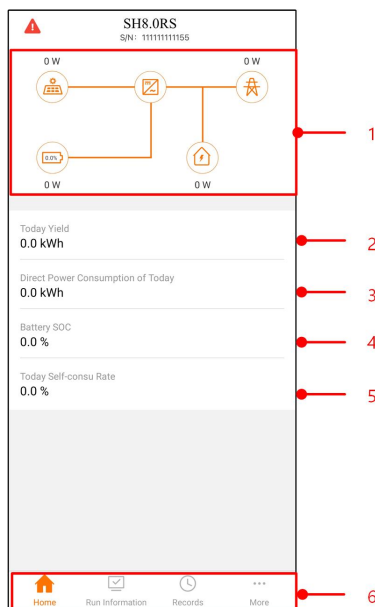 SH8.0RS
S/N: 111111111155
0 W 0 W
1
0.0%
0 W 0 W
Today Yield
0.0 kWh
2
Direct Power Consumption of Today
0.0 kWh
3
Battery SOC
0.0 %
4
Today Self-consu Rate
0.0 %
5
Home Run Information Records More
6